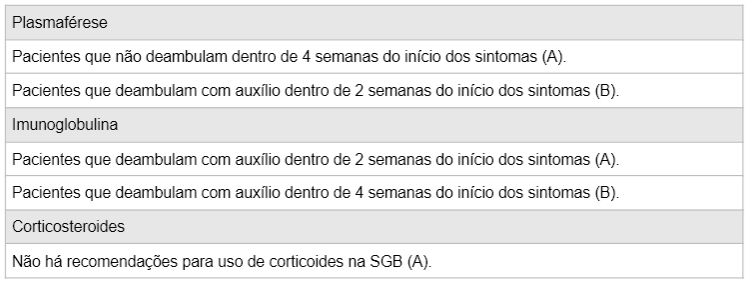 Plasmaférese
Pacientes que não deambulam dentro de 4 semanas do início dos sintomas (A).
Pacientes que deambulam com auxílio dentro de 2 semanas do início dos sintomas (B).
Imunoglobulina
Pacientes que deambulam com auxílio dentro de 2 semanas do início dos sintomas (A).
Pacientes que deambulam com auxílio dentro de 4 semanas do início dos sintomas (B).
Corticosteroides
Não há recomendações para uso de corticoides na SGB (A).